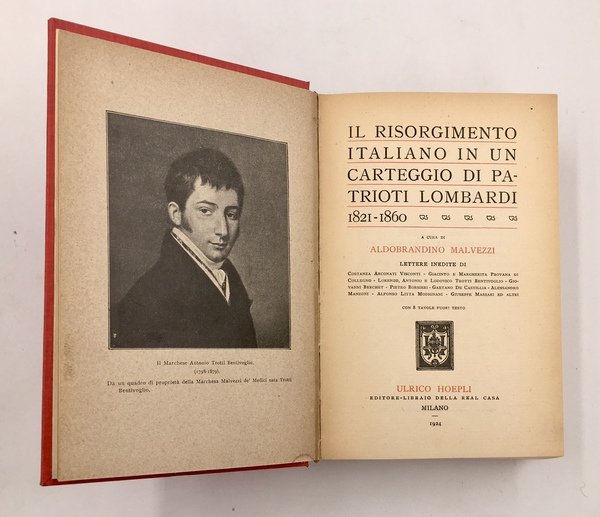 Il Marchese Antonio Trotti Bentivoglio.
(1798-1879).
Da un quadro di proprietà della Marchesa Malvezzi de' Medici nata Trotti
Bentivoglio.
IL RISORGIMENTO
ITALIANO IN UN
CARTEGGIO DI PA-
TRIOTI LOMBARDI
1821-1860
A CURA DI
ALDOBRANDINO MALVEZZI
LETTERE INEDITE DI
COSTANZA ARCONATI VISCONTI - GIACINTO E MARGHERITA PROVANA DI
COLLEGNO - LORENZO, ANTONIO E LODOVICO TROTTI BENTIVOGLIO - GIO-
VANNI BERCHET - PIETRO BORSIERI - GAETANO DE CASTILLIA - ALESSANDRO
MANZONI - ALFONSO LITTA MODIGNANI - GIUSEPPE MASSARI ED ALTRI
CON 8 TAVOLE FUORI TESTO
ULRICO HOEPLI
EDITORE-LIBRAIO DELLA REAL CASA
MILANO
1924